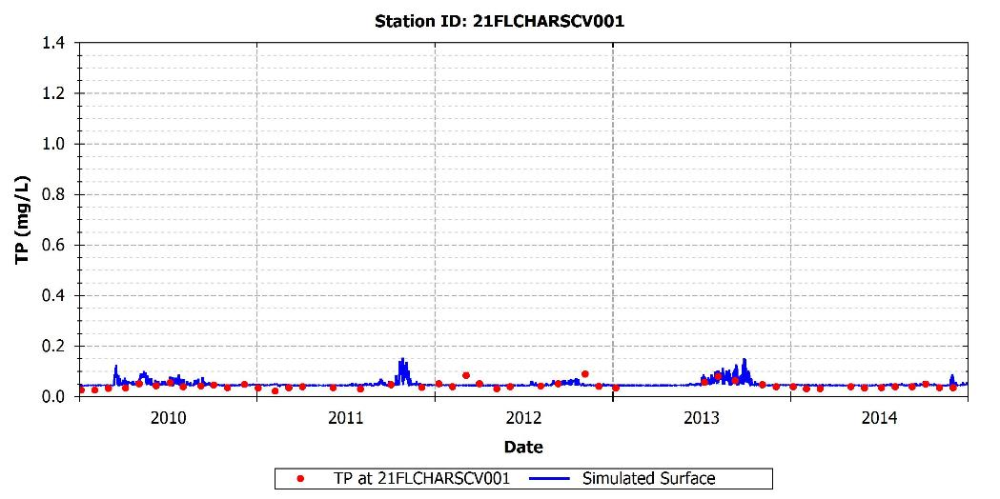 Station ID: 21FLCHARSCV001
1.4
1.2
1.0
0.8
0.6
0.4
0.2
0.0
TP (mg/L)
2010 2011 2012 2013 2014
Date
TP at 21FLCHARSCV001 Simulated Surface